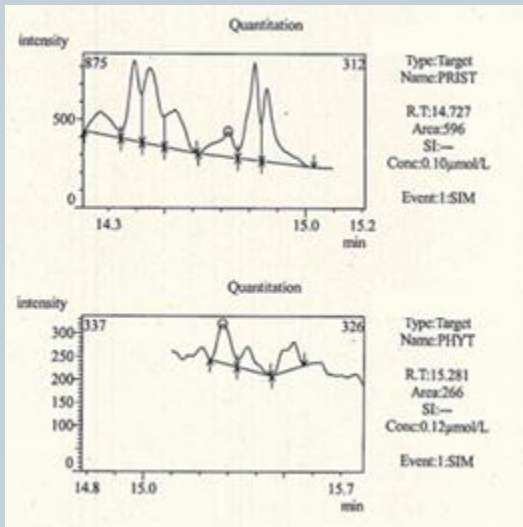 Quantitation
intensity
875
312
500
0
14.3
15.0
15.2
min
Type:Target
Name:PRIST
R.T:14.727
Area:596
SI:---
Conc:0.10μmol/L
Event:1:SIM
Quantitation
intensity
337
326
300
250
200
150
100
0
14.8
15.0
15.7
min
Type:Target
Name:PHYT
R.T:15.281
Area:266
SI:---
Conc:0.12μmol/L
Event:1:SIM